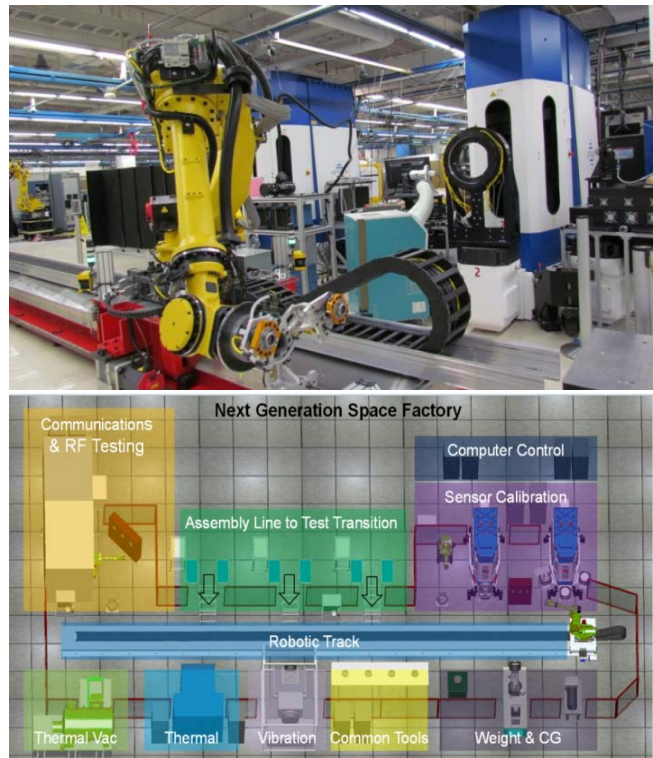 2
Next Generation Space Factory
Communications
& RF Testing
Computer Control
Sensor Calibration
Assembly Line to Test Transition
Robotic Track
Thermal Vac
Thermal
Vibration
Common Tools
Weight & CG